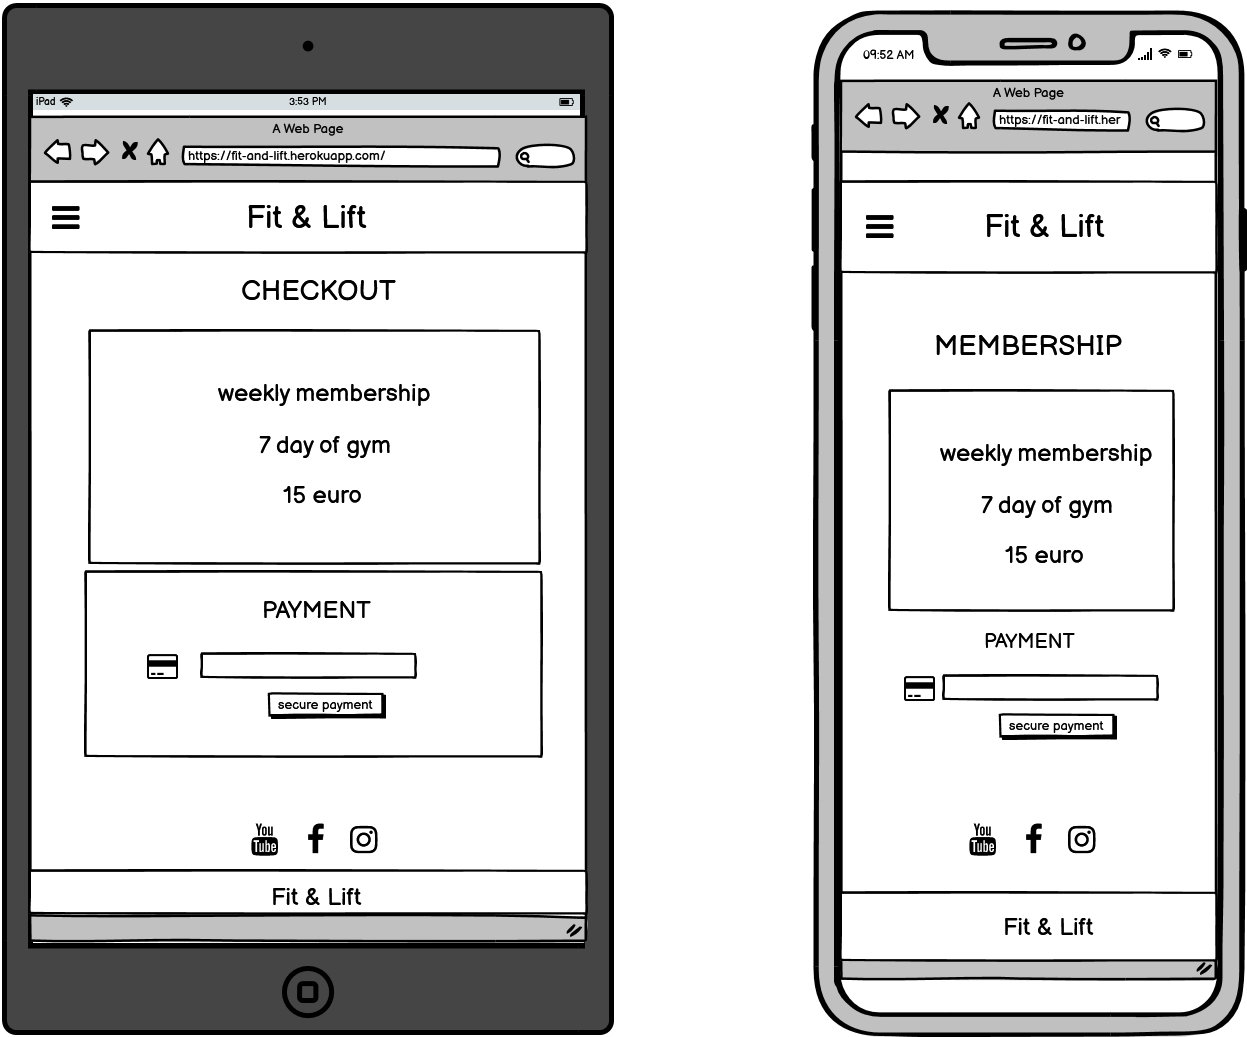 iPad
3:53 PM
A Web Page
https://fit-and-lift.herokuapp.com/
Fit & Lift
CHECKOUT
weekly membership
7 day of gym
15 euro
PAYMENT
secure payment
You
Tube
Fit & Lift
09:52 AM
A Web Page
https://fit-and-lift.her
Fit & Lift
MEMBERSHIP
weekly membership
7 day of gym
15 euro
PAYMENT
secure payment
You
Tube
Fit & Lift